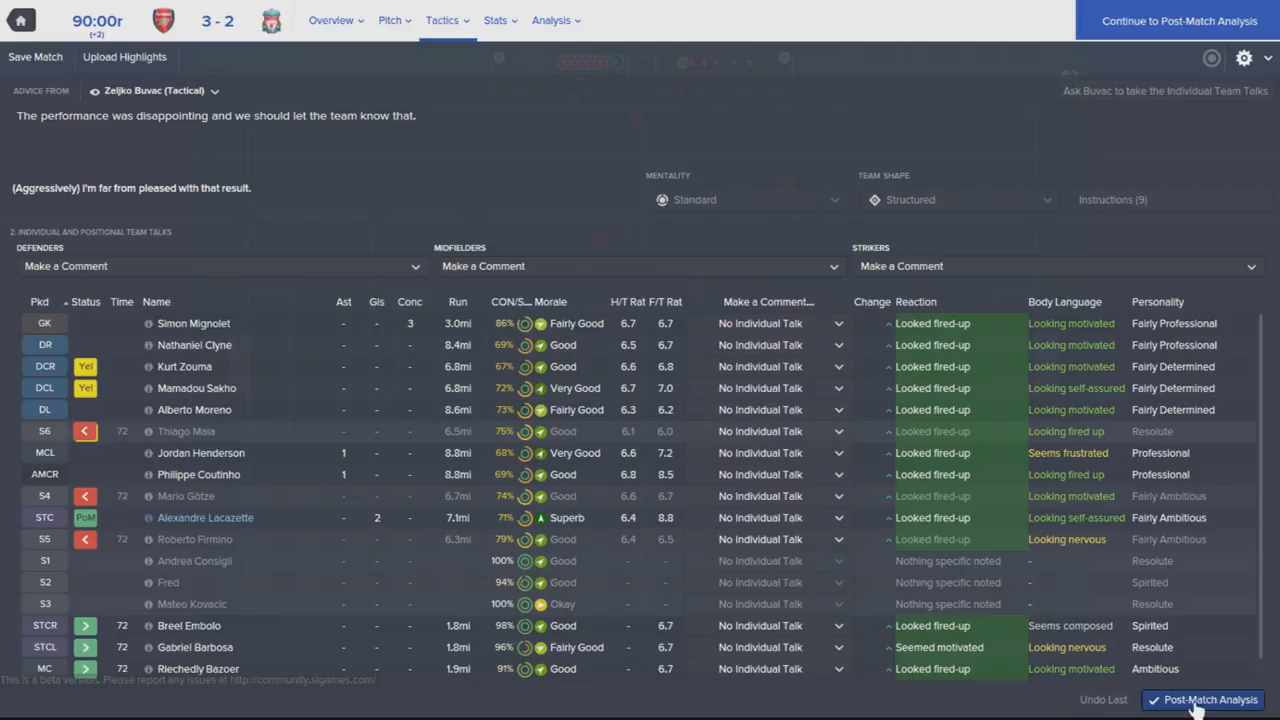 90:00r 3 - 2 Overview Pitch Tactics Stats Analysis Continue to Post-Match Analysis
(+2)
Save Match Upload Highlights
ADVICE FROM Zeljko Buvac (Tactical) Ask Buvac to take the Individual Team Talks
The performance was disappointing and we should let the team know that.
MENTALITY TEAM SHAPE
(Aggressively) I'm far from pleased with that result.
Standard Structured Instructions (9)
2. INDIVIDUAL AND POSITIONAL TEAM TALKS
DEFENDERS MIDFIELDERS STRIKERS
Make a Comment Make a Comment Make a Comment
Pkd Status Time Name Ast Gls Conc Run CON/S... Morale H/T Rat F/T Rat Make a Comment... Change Reaction Body Language Personality
GK Simon Mignolet - - 3 3.0mi 86% Fairly Good 6.7 6.7 No Individual Talk Looked fired-up Looking motivated Fairly Professional
DR Nathaniel Clyne - - - 8.4mi 69% Good 6.5 6.7 No Individual Talk Looked fired-up Looking motivated Fairly Professional
DCR Yel Kurt Zouma - - - 6.8mi 67% Good 6.6 6.8 No Individual Talk Looked fired-up Looking motivated Fairly Determined
DCL Yel Mamadou Sakho - - - 6.8mi 72% Very Good 6.7 7.0 No Individual Talk Looked fired-up Looking self-assured Fairly Determined
DL Alberto Moreno - - - 8.6mi 73% Fairly Good 6.3 6.2 No Individual Talk Looked fired-up Looking motivated Fairly Determined
S6 72 Thiago Maia - - - 6.5mi 75% Good 6.1 6.0 No Individual Talk Looked fired-up Looking fired up Resolute
MCL Jordan Henderson 1 - - 8.8mi 68% Very Good 6.6 7.2 No Individual Talk Looked fired-up Seems frustrated Professional
AMCR Philippe Coutinho 1 - - 8.8mi 69% Good 6.8 8.5 No Individual Talk Looked fired-up Looking fired up Professional
S4 72 Mario Götze - - - 6.7mi 74% Good 6.6 6.7 No Individual Talk Looked fired-up Looking motivated Fairly Ambitious
STC PoM Alexandre Lacazette - 2 - 7.1mi 71% Superb 6.4 8.8 No Individual Talk Looked fired-up Looking self-assured Fairly Ambitious
S5 72 Roberto Firmino - - - 6.3mi 79% Good 6.4 6.5 No Individual Talk Looked fired-up Looking nervous Fairly Ambitious
S1 Andrea Consigli - - - - 100% Good - - No Individual Talk Nothing specific noted - Resolute
S2 Fred - - - - 94% Good - - No Individual Talk Nothing specific noted - Spirited
S3 Mateo Kovacic - - - - 100% Okay - - No Individual Talk Nothing specific noted - Resolute
STCR 72 Breel Embolo - - - 1.8mi 98% Good - 6.7 No Individual Talk Looked fired-up Seems composed Spirited
STCL 72 Gabriel Barbosa - - - 1.8mi 96% Fairly Good - 6.7 No Individual Talk Seemed motivated Looking nervous Resolute
MC 72 Riechedly Bazoer - - - 1.9mi 91% Good - 6.7 No Individual Talk Looked fired-up Looking motivated Ambitious
This is a beta version. Please report any issues at http://community.sigames.com/
Undo Last Post-Match Analysis